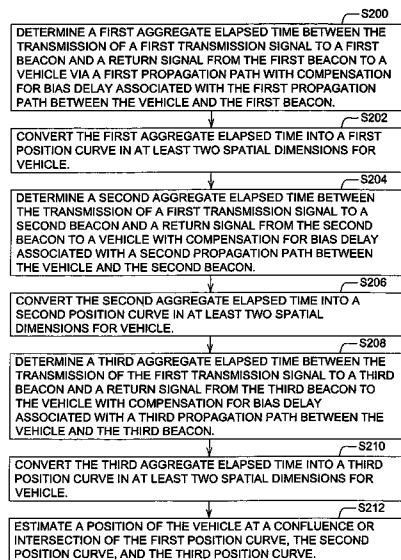 S200
DETERMINE A FIRST AGGREGATE ELAPSED TIME BETWEEN THE
TRANSMISSION OF A FIRST TRANSMISSION SIGNAL TO A FIRST
BEACON AND A RETURN SIGNAL FROM THE FIRST BEACON TO A
VEHICLE VIA A FIRST PROPAGATION PATH WITH COMPENSATION
FOR BIAS DELAY ASSOCIATED WITH THE FIRST PROPAGATION
PATH BETWEEN THE VEHICLE AND THE FIRST BEACON.
S202
CONVERT THE FIRST AGGREGATE ELAPSED TIME INTO A FIRST
POSITION CURVE IN AT LEAST TWO SPATIAL DIMENSIONS FOR
VEHICLE.
S204
DETERMINE A SECOND AGGREGATE ELAPSED TIME BETWEEN
THE TRANSMISSION OF A FIRST TRANSMISSION SIGNAL TO A
SECOND BEACON AND A RETURN SIGNAL FROM THE SECOND
BEACON TO A VEHICLE WITH COMPENSATION FOR BIAS DELAY
ASSOCIATED WITH A SECOND PROPAGATION PATH BETWEEN
THE VEHICLE AND THE SECOND BEACON.
S206
CONVERT THE SECOND AGGREGATE ELAPSED TIME INTO A
SECOND POSITION CURVE IN AT LEAST TWO SPATIAL
DIMENSIONS FOR VEHICLE.
S208
DETERMINE A THIRD AGGREGATE ELAPSED TIME BETWEEN THE
TRANSMISSION OF THE FIRST TRANSMISSION SIGNAL TO A THIRD
BEACON AND A RETURN SIGNAL FROM THE THIRD BEACON TO
THE VEHICLE WITH COMPENSATION FOR BIAS DELAY
ASSOCIATED WITH A THIRD PROPAGATION PATH BETWEEN THE
VEHICLE AND THE THIRD BEACON.
S210
CONVERT THE THIRD AGGREGATE ELAPSED TIME INTO A THIRD
POSITION CURVE IN AT LEAST TWO SPATIAL DIMENSIONS FOR
VEHICLE.
S212
ESTIMATE A POSITION OF THE VEHICLE AT A CONFLUENCE OR
INTERSECTION OF THE FIRST POSITION CURVE, THE SECOND
POSITION CURVE, AND THE THIRD POSITION CURVE.